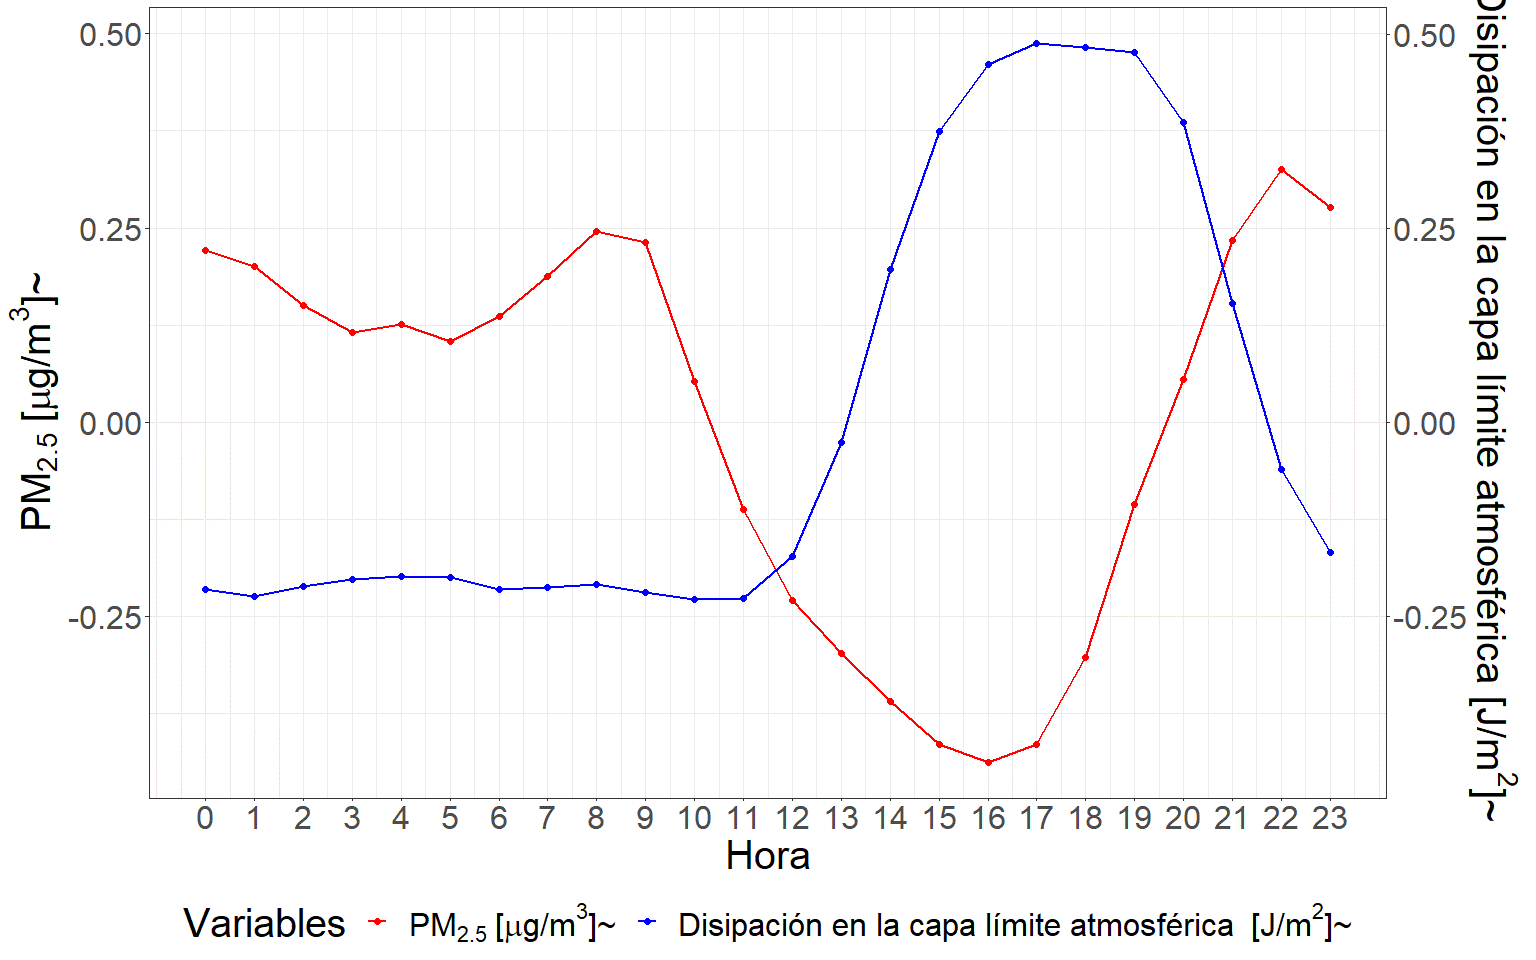 0.50
0.25
0.00
-0.25
PM2.5 [μg/m3]~
0.50
0.25
0.00
-0.25
Disipación en la capa límite atmosférica [J/m2]~
0 1 2 3 4 5 6 7 8 9 10 11 12 13 14 15 16 17 18 19 20 21 22 23
Hora
Variables PM2.5 [μg/m3]~ Disipación en la capa límite atmosférica [J/m2]~